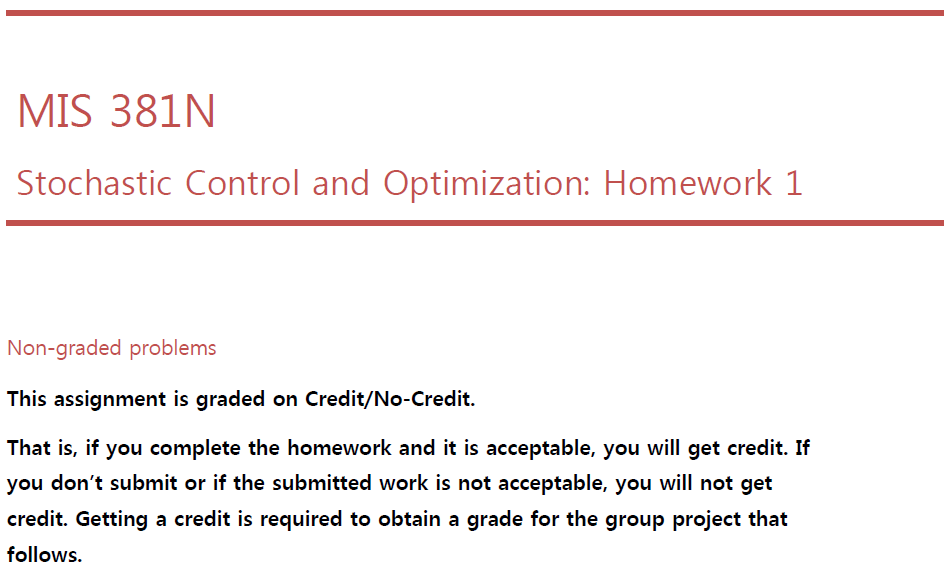 MIS 381N
Stochastic Control and Optimization: Homework 1
Non-graded problems
This assignment is graded on Credit/No-Credit.
That is, if you complete the homework and it is acceptable, you will get credit. If
you don’t submit or if the submitted work is not acceptable, you will not get
credit. Getting a credit is required to obtain a grade for the group project that
follows.